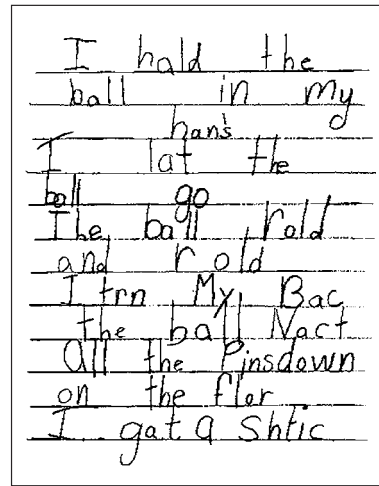 I hald the
ball in my
han's
I lat the
ball go
The ball rold
and rold
I trn My Bac
the ball Nact
all the Pinsdown
on the flor
I gat a Shtic